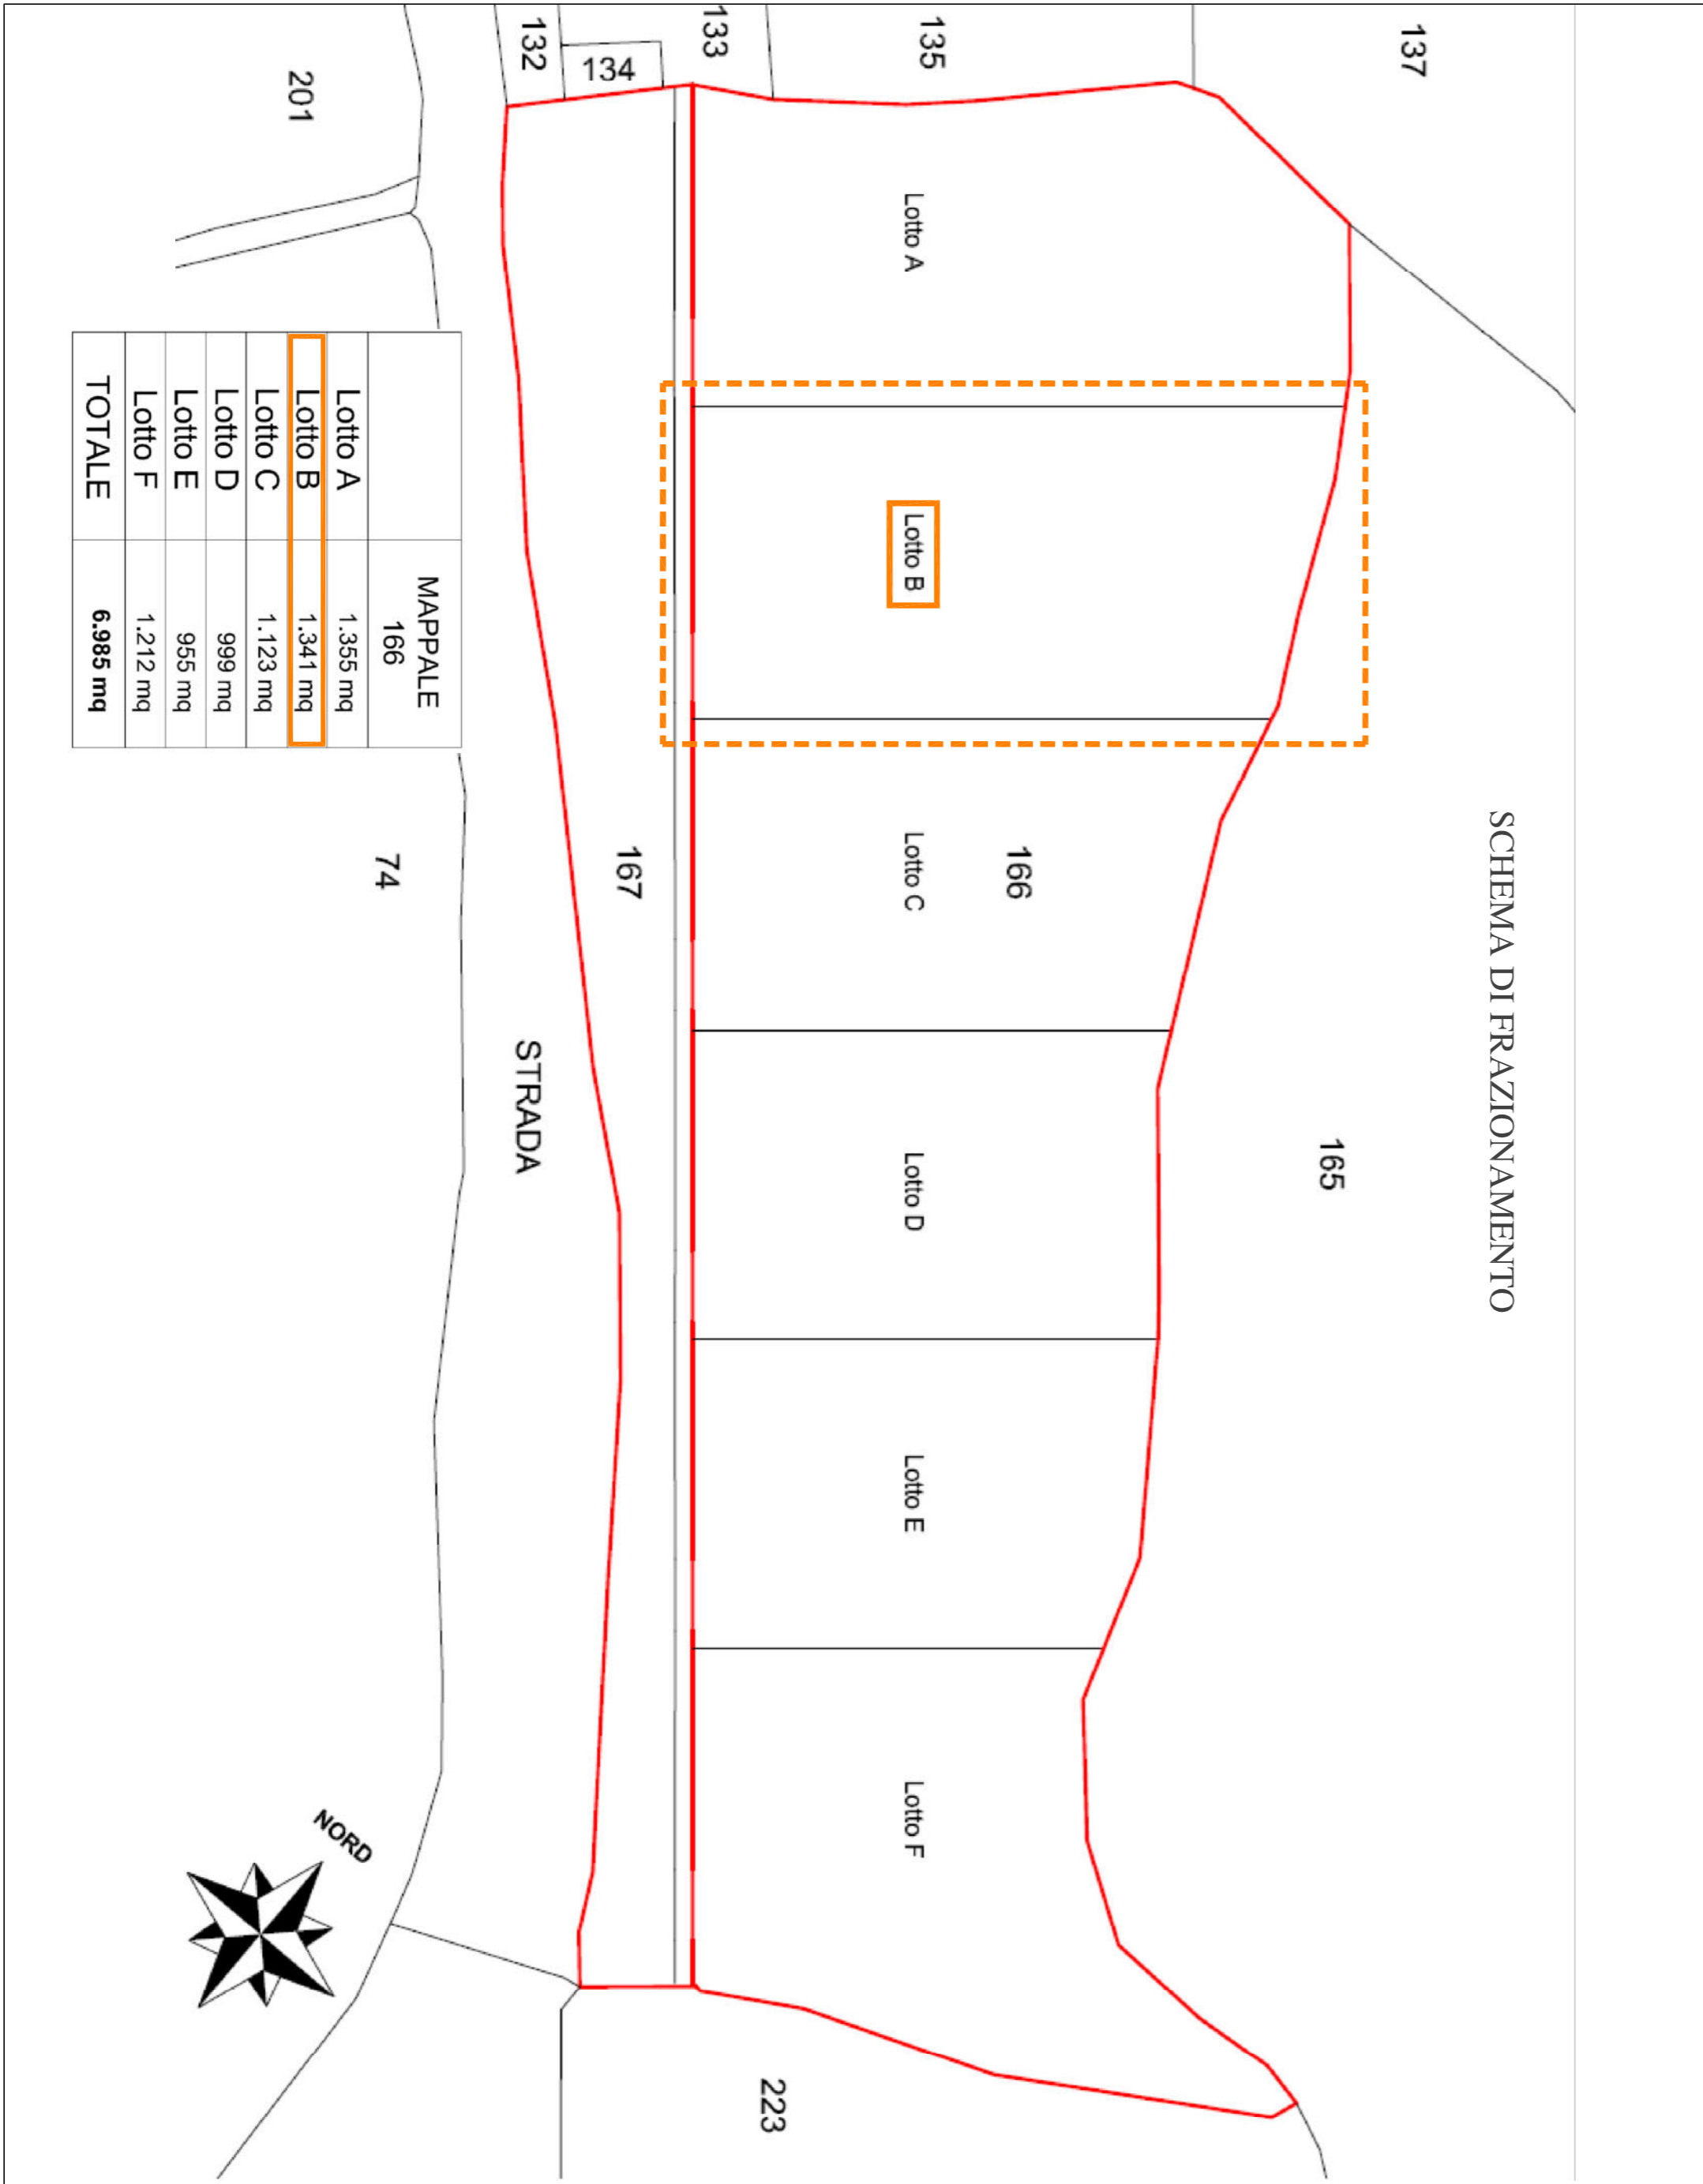 SCHEMA DI FRAZIONAMENTO
137
135
133
134
132
201
165
166
Lotto A
Lotto B
Lotto C
Lotto D
Lotto E
Lotto F
167
STRADA
74
223
NORD
MAPPALE
166
Lotto A 1.355 mq
Lotto B 1.341 mq
Lotto C 1.123 mq
Lotto D 999 mq
Lotto E 955 mq
Lotto F 1.212 mq
TOTALE 6.985 mq